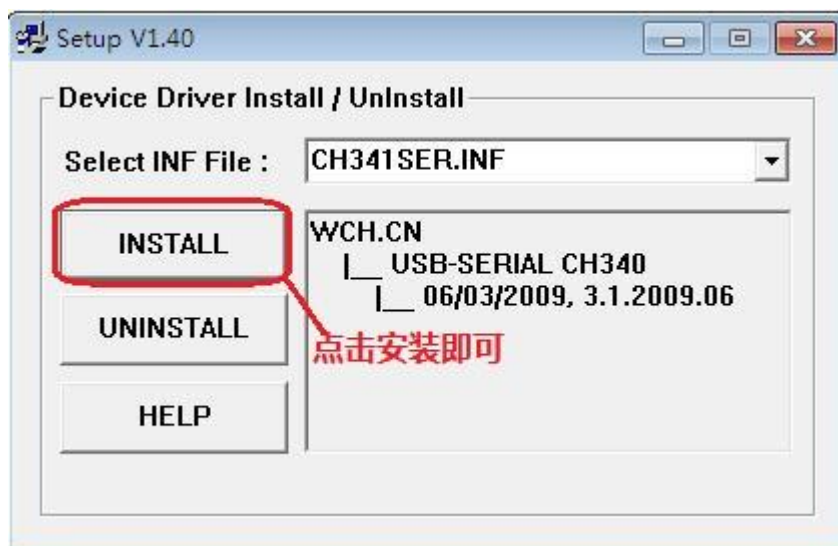 Setup V1.40
Device Driver Install / UnInstall
Select INF File :
CH341SER.INF
INSTALL
WCH.CN
|__ USB-SERIAL CH340
|__ 06/03/2009, 3.1.2009.06
UNINSTALL
点击安装即可
HELP